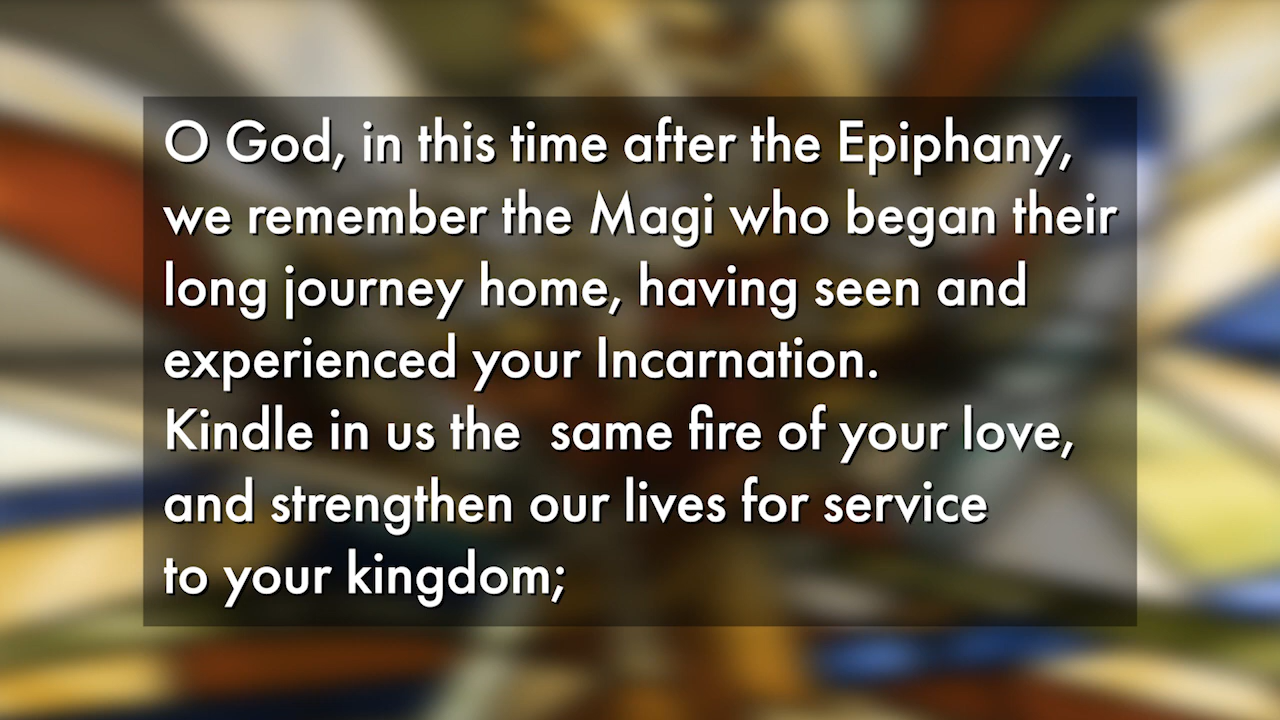 O God, in this time after the Epiphany,
we remember the Magi who began their
long journey home, having seen and
experienced your Incarnation.
Kindle in us the  same fire of your love,
and strengthen our lives for service
to your kingdom;